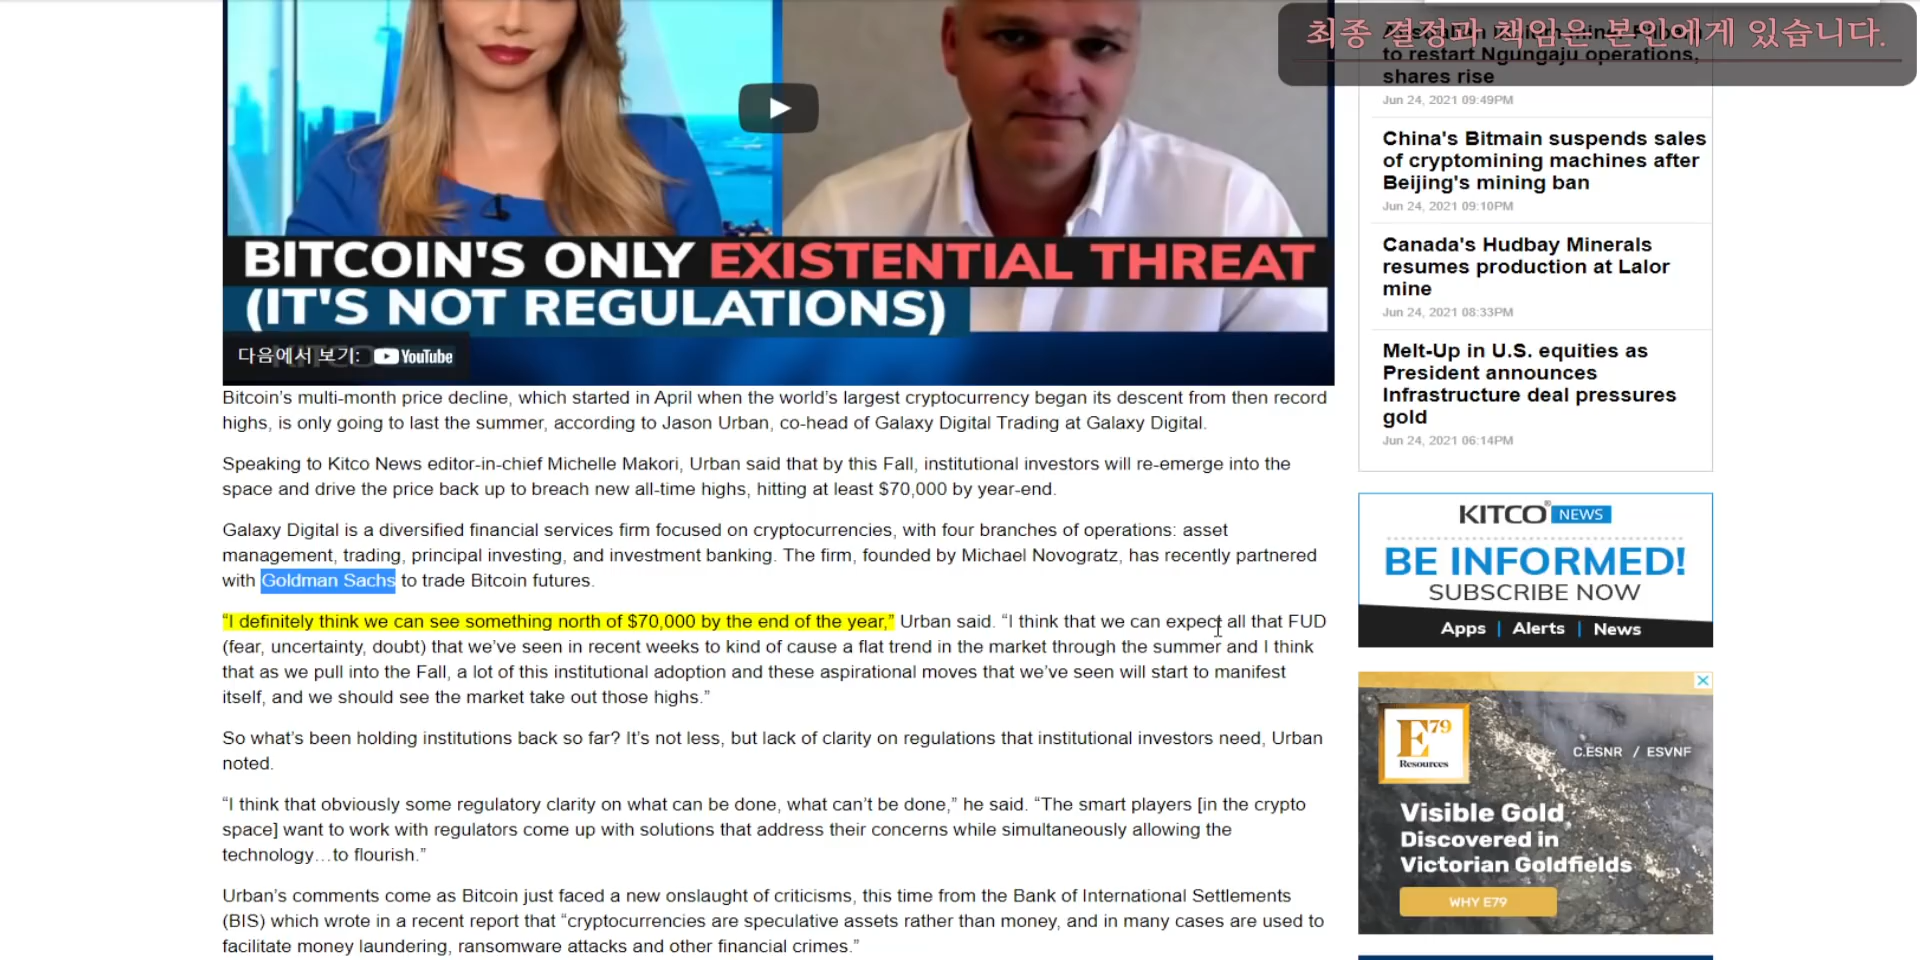 BITCOIN'S ONLY EXISTENTIAL THREAT
(IT'S NOT REGULATIONS)
다음에서 보기: YouTube
Bitcoin’s multi-month price decline, which started in April when the world’s largest cryptocurrency began its descent from then record
highs, is only going to last the summer, according to Jason Urban, co-head of Galaxy Digital Trading at Galaxy Digital.
Speaking to Kitco News editor-in-chief Michelle Makori, Urban said that by this Fall, institutional investors will re-emerge into the
space and drive the price back up to breach new all-time highs, hitting at least $70,000 by year-end.
Galaxy Digital is a diversified financial services firm focused on cryptocurrencies, with four branches of operations: asset
management, trading, principal investing, and investment banking. The firm, founded by Michael Novogratz, has recently partnered
with Goldman Sachs to trade Bitcoin futures.
“I definitely think we can see something north of $70,000 by the end of the year,” Urban said. “I think that we can expect all that FUD
(fear, uncertainty, doubt) that we’ve seen in recent weeks to kind of cause a flat trend in the market through the summer and I think
that as we pull into the Fall, a lot of this institutional adoption and these aspirational moves that we’ve seen will start to manifest
itself, and we should see the market take out those highs.”
So what’s been holding institutions back so far? It’s not less, but lack of clarity on regulations that institutional investors need, Urban
noted.
“I think that obviously some regulatory clarity on what can be done, what can’t be done,” he said. “The smart players [in the crypto
space] want to work with regulators come up with solutions that address their concerns while simultaneously allowing the
technology…to flourish.”
Urban’s comments come as Bitcoin just faced a new onslaught of criticisms, this time from the Bank of International Settlements
(BIS) which wrote in a recent report that “cryptocurrencies are speculative assets rather than money, and in many cases are used to
facilitate money laundering, ransomware attacks and other financial crimes.”
최종 결정과 책임은 본인에게 있습니다.
to restart Ngungaju operations,
shares rise
Jun 24, 2021 09:49PM
China's Bitmain suspends sales
of cryptomining machines after
Beijing's mining ban
Jun 24, 2021 09:10PM
Canada's Hudbay Minerals
resumes production at Lalor
mine
Jun 24, 2021 08:33PM
Melt-Up in U.S. equities as
President announces
Infrastructure deal pressures
gold
Jun 24, 2021 06:14PM
KITCO® NEWS
BE INFORMED!
SUBSCRIBE NOW
Apps | Alerts | News
E79
Resources
C.ESNR / ESVNF
Visible Gold
Discovered in
Victorian Goldfields
WHY E79